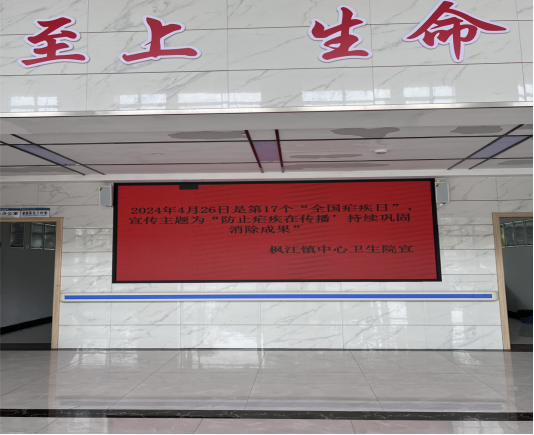 至上 生命
2024年4月26日是第17个“全国疟疾日”，
宣传主题为“防止疟疾在传播’持续巩固
消除成果”
枫江镇中心卫生院宣